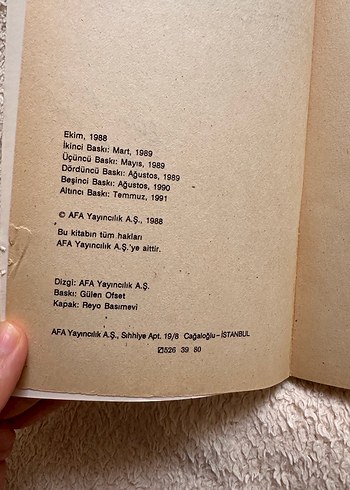 Ekim, 1988
İkinci Baskı: Mart, 1989
Üçüncü Baskı: Mayıs, 1989
Dördüncü Baskı: Ağustos, 1989
Beşinci Baskı: Ağustos, 1990
Altıncı Baskı: Temmuz, 1991
© AFA Yayıncılık A.Ş., 1988
Bu kitabın tüm hakları
AFA Yayıncılık A.Ş.'ye aittir.
Dizgi: AFA Yayıncılık A.Ş.
Baskı: Gülen Ofset
Kapak: Reyo Basımevi
AFA Yayıncılık A.Ş., Sıhhiye Apt. 19/8 Cağaloğlu – İSTANBUL
526 39 80